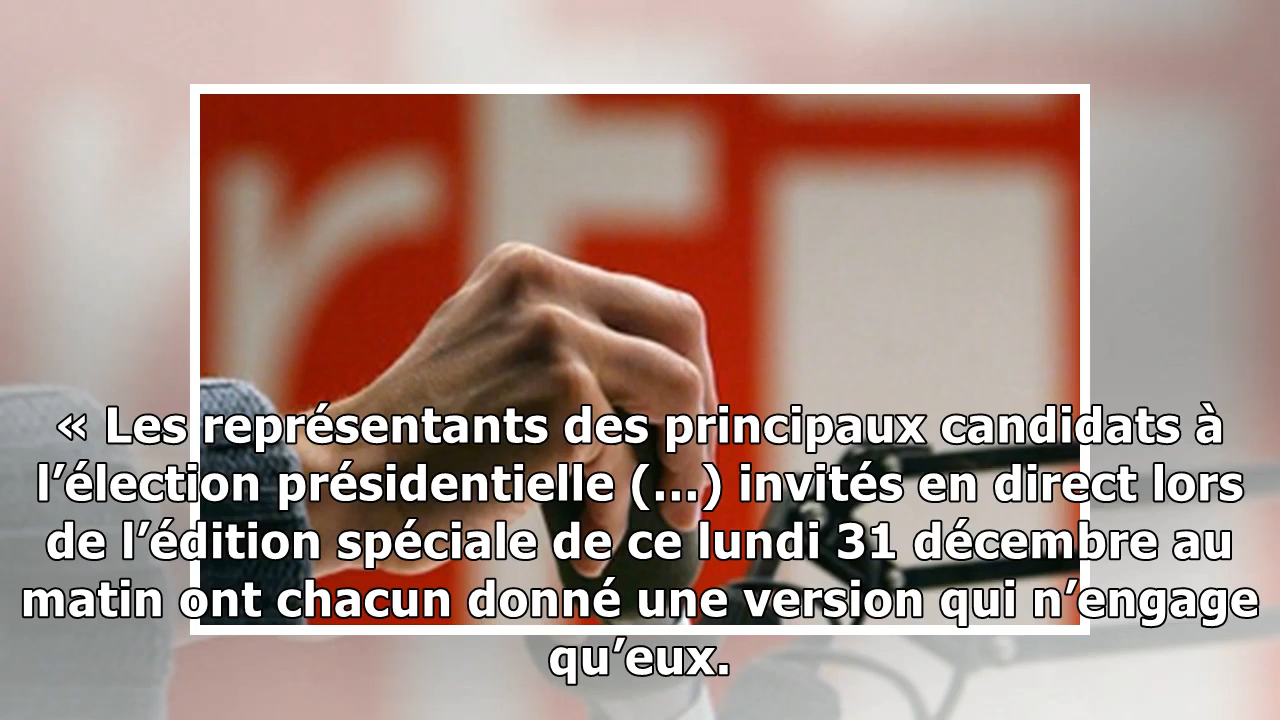 rfi
« Les représentants des principaux candidats à
l’élection présidentielle (...) invités en direct lors
de l’édition spéciale de ce lundi 31 décembre au
matin ont chacun donné une version qui n’engage
qu’eux.